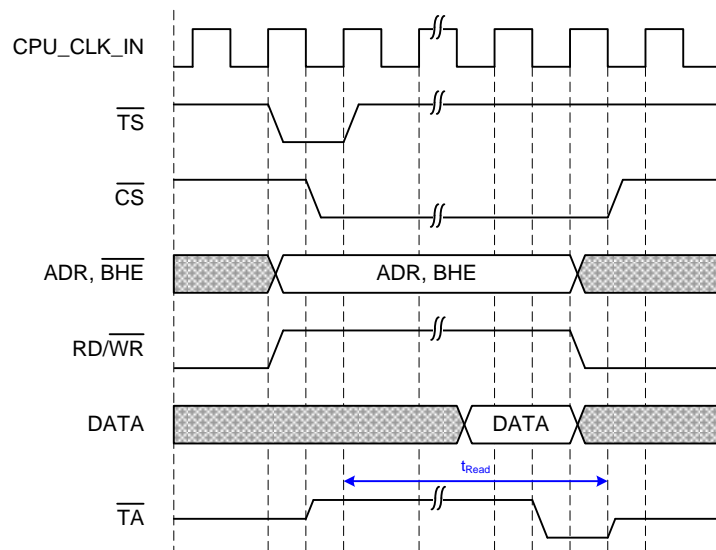 CPU_CLK_IN
TS
CS
ADR, BHE
ADR, BHE
RD/WR
DATA
DATA
tRead
TA